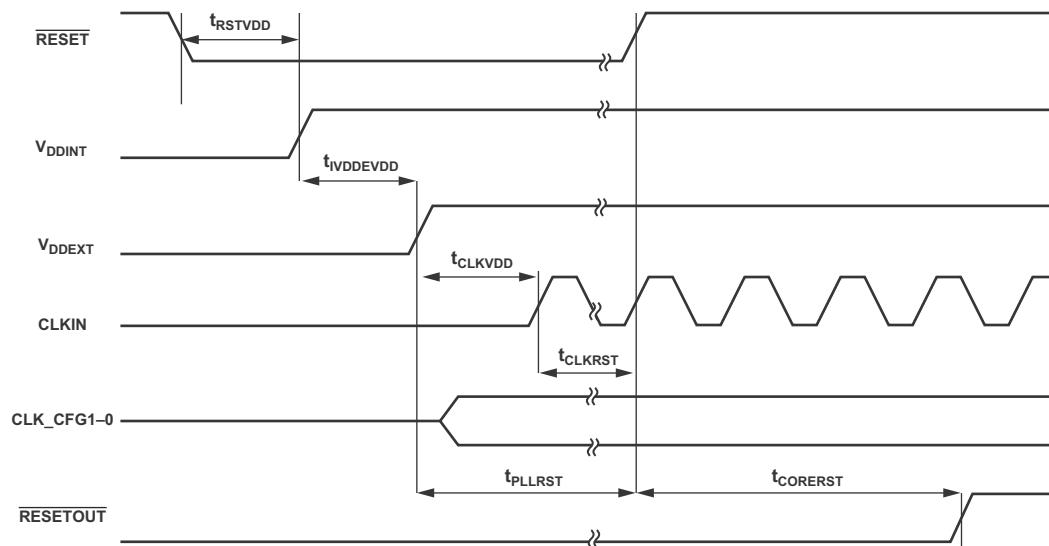 tRSTVDD
RESET
VDDINT
tIVDDEVDD
VDDEXT
tCLKVDD
CLKIN
tCLKRST
CLK_CFG1–0
tPLLRST
tCORERST
RESETOUT